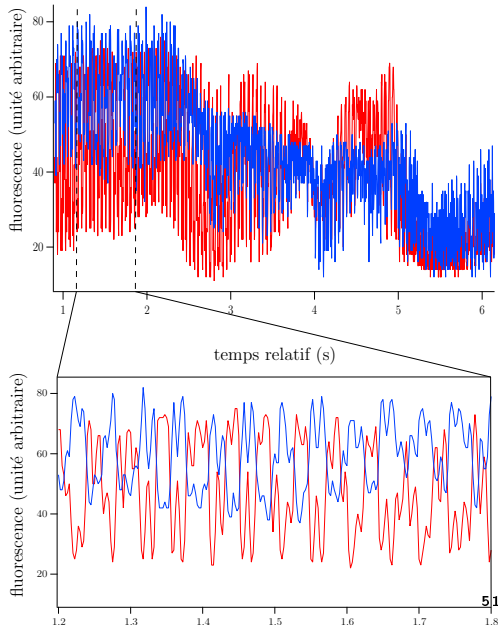 fluorescence (unité arbitraire)
80
60
40
20
1 2 3 4 5 6
temps relatif (s)
fluorescence (unité arbitraire)
80
60
40
20
1.2 1.3 1.4 1.5 1.6 1.7 1.8
51